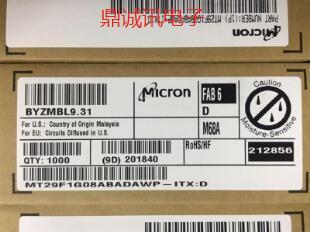 鼎诚讯电子
Micron
BYZMBL9.31
For U.S.: Country of Origin Malaysia
For EU: Circuits Diffused in U.S.
QTY: 1000
(9D) 201840
Micron
FAB 6
D
M68A
RoHS/HF
Caution
Moisture-Sensitive
212856
MT29F1G08ABADAWP-ITX:D